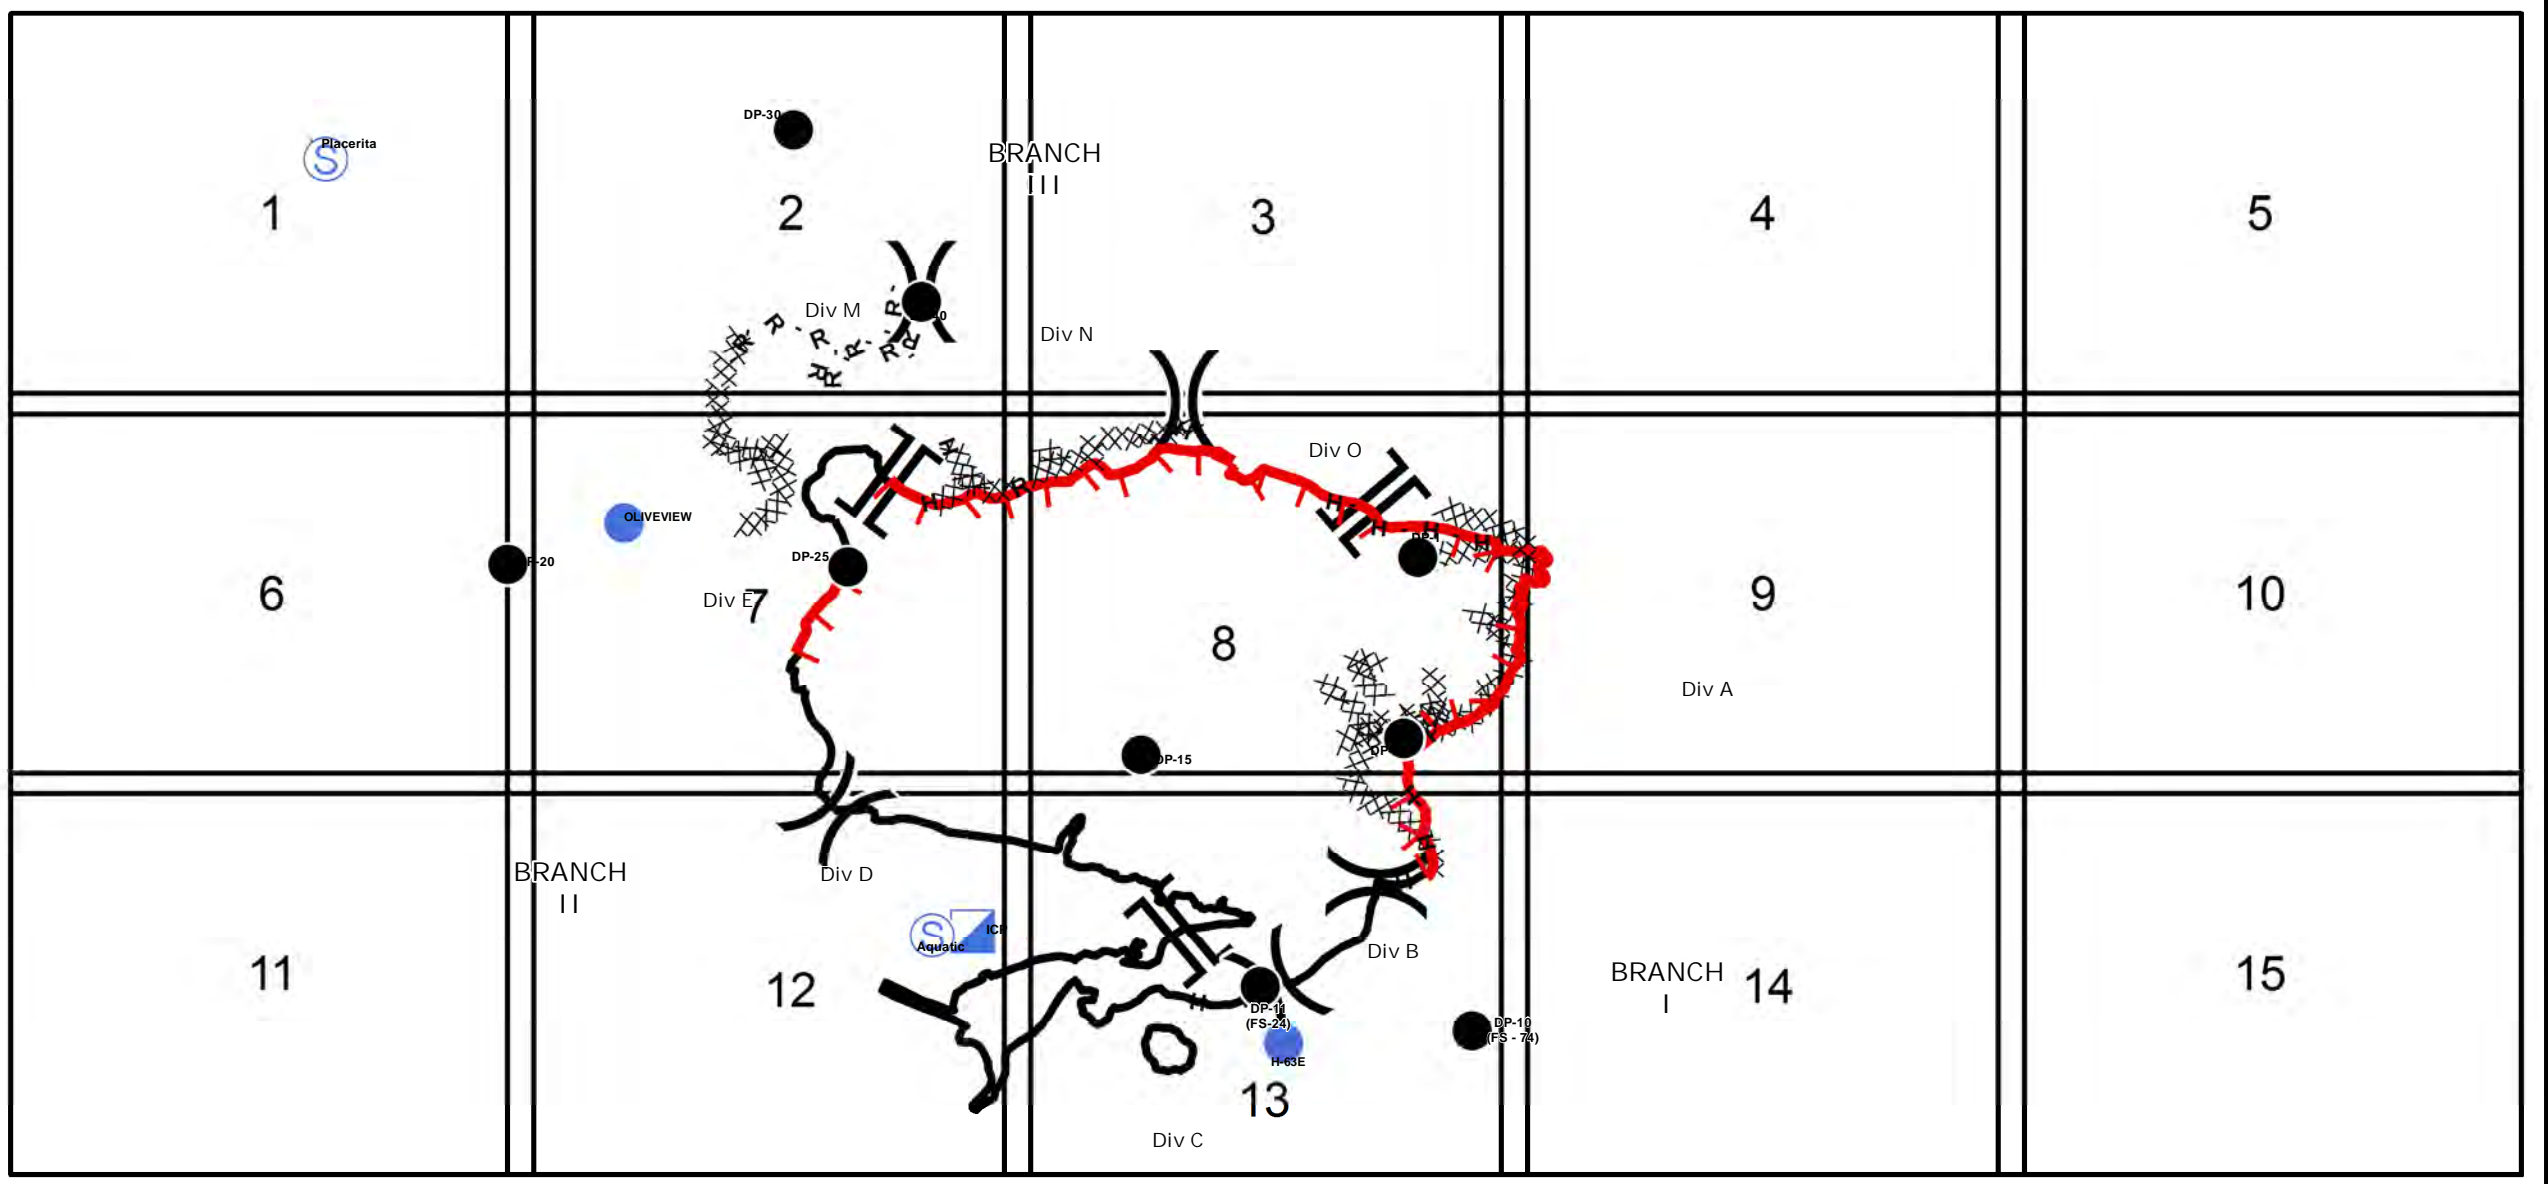 DP-30
Placerita
S
BRANCH
III
1
2
3
4
5
Div M
Div N
R
R
R
R
R
R
R
R
R
Div O
R
H
H
H
H
H
OLIVEVIEW
DP-25
Div E
6
7
8
9
10
Div A
DP-15
BRANCH
II
Div D
S
Aquatic
ICP
Div B
BRANCH
I
11
12
13
14
15
H
H
DP-11
(FS-24)
DP-10
(FS - 74)
H-63E
Div C